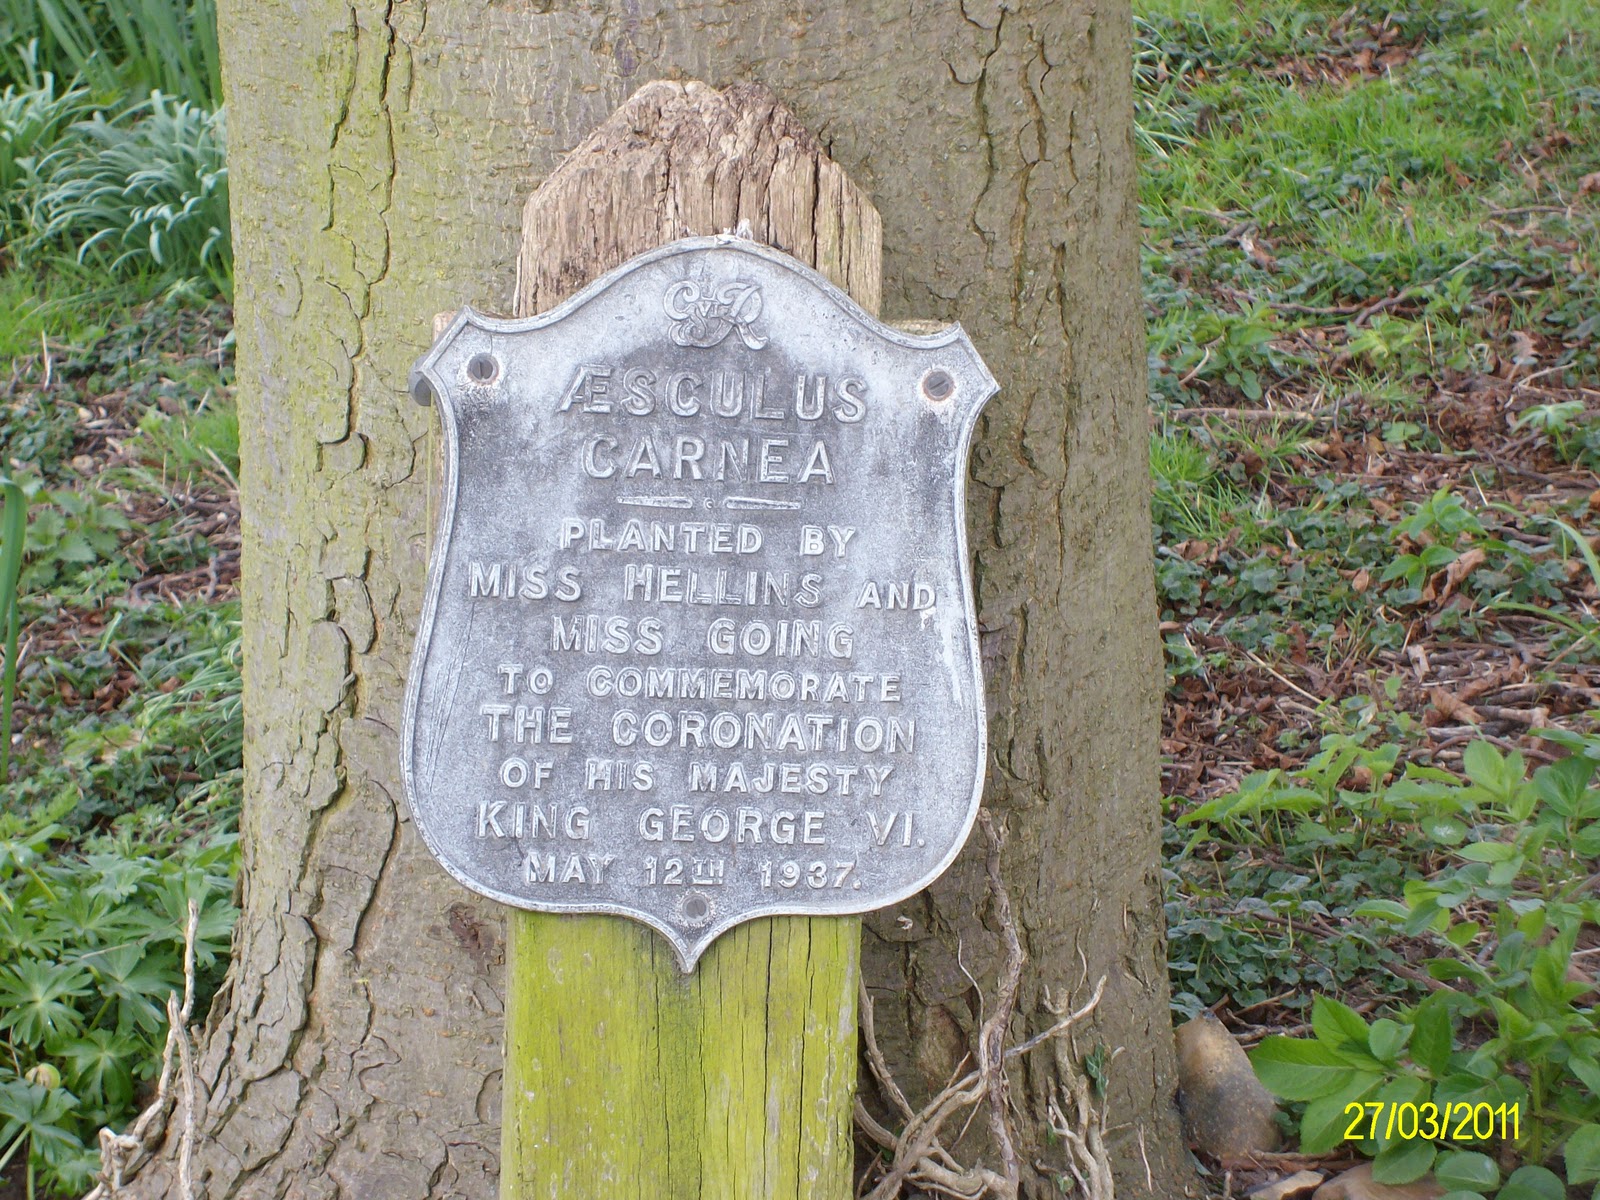 GVIR
ÆSCULUS
CARNEA
PLANTED BY
MISS HELLINS AND
MISS GOING
TO COMMEMORATE
THE CORONATION
OF HIS MAJESTY
KING GEORGE VI.
MAY 12TH 1937.
27/03/2011